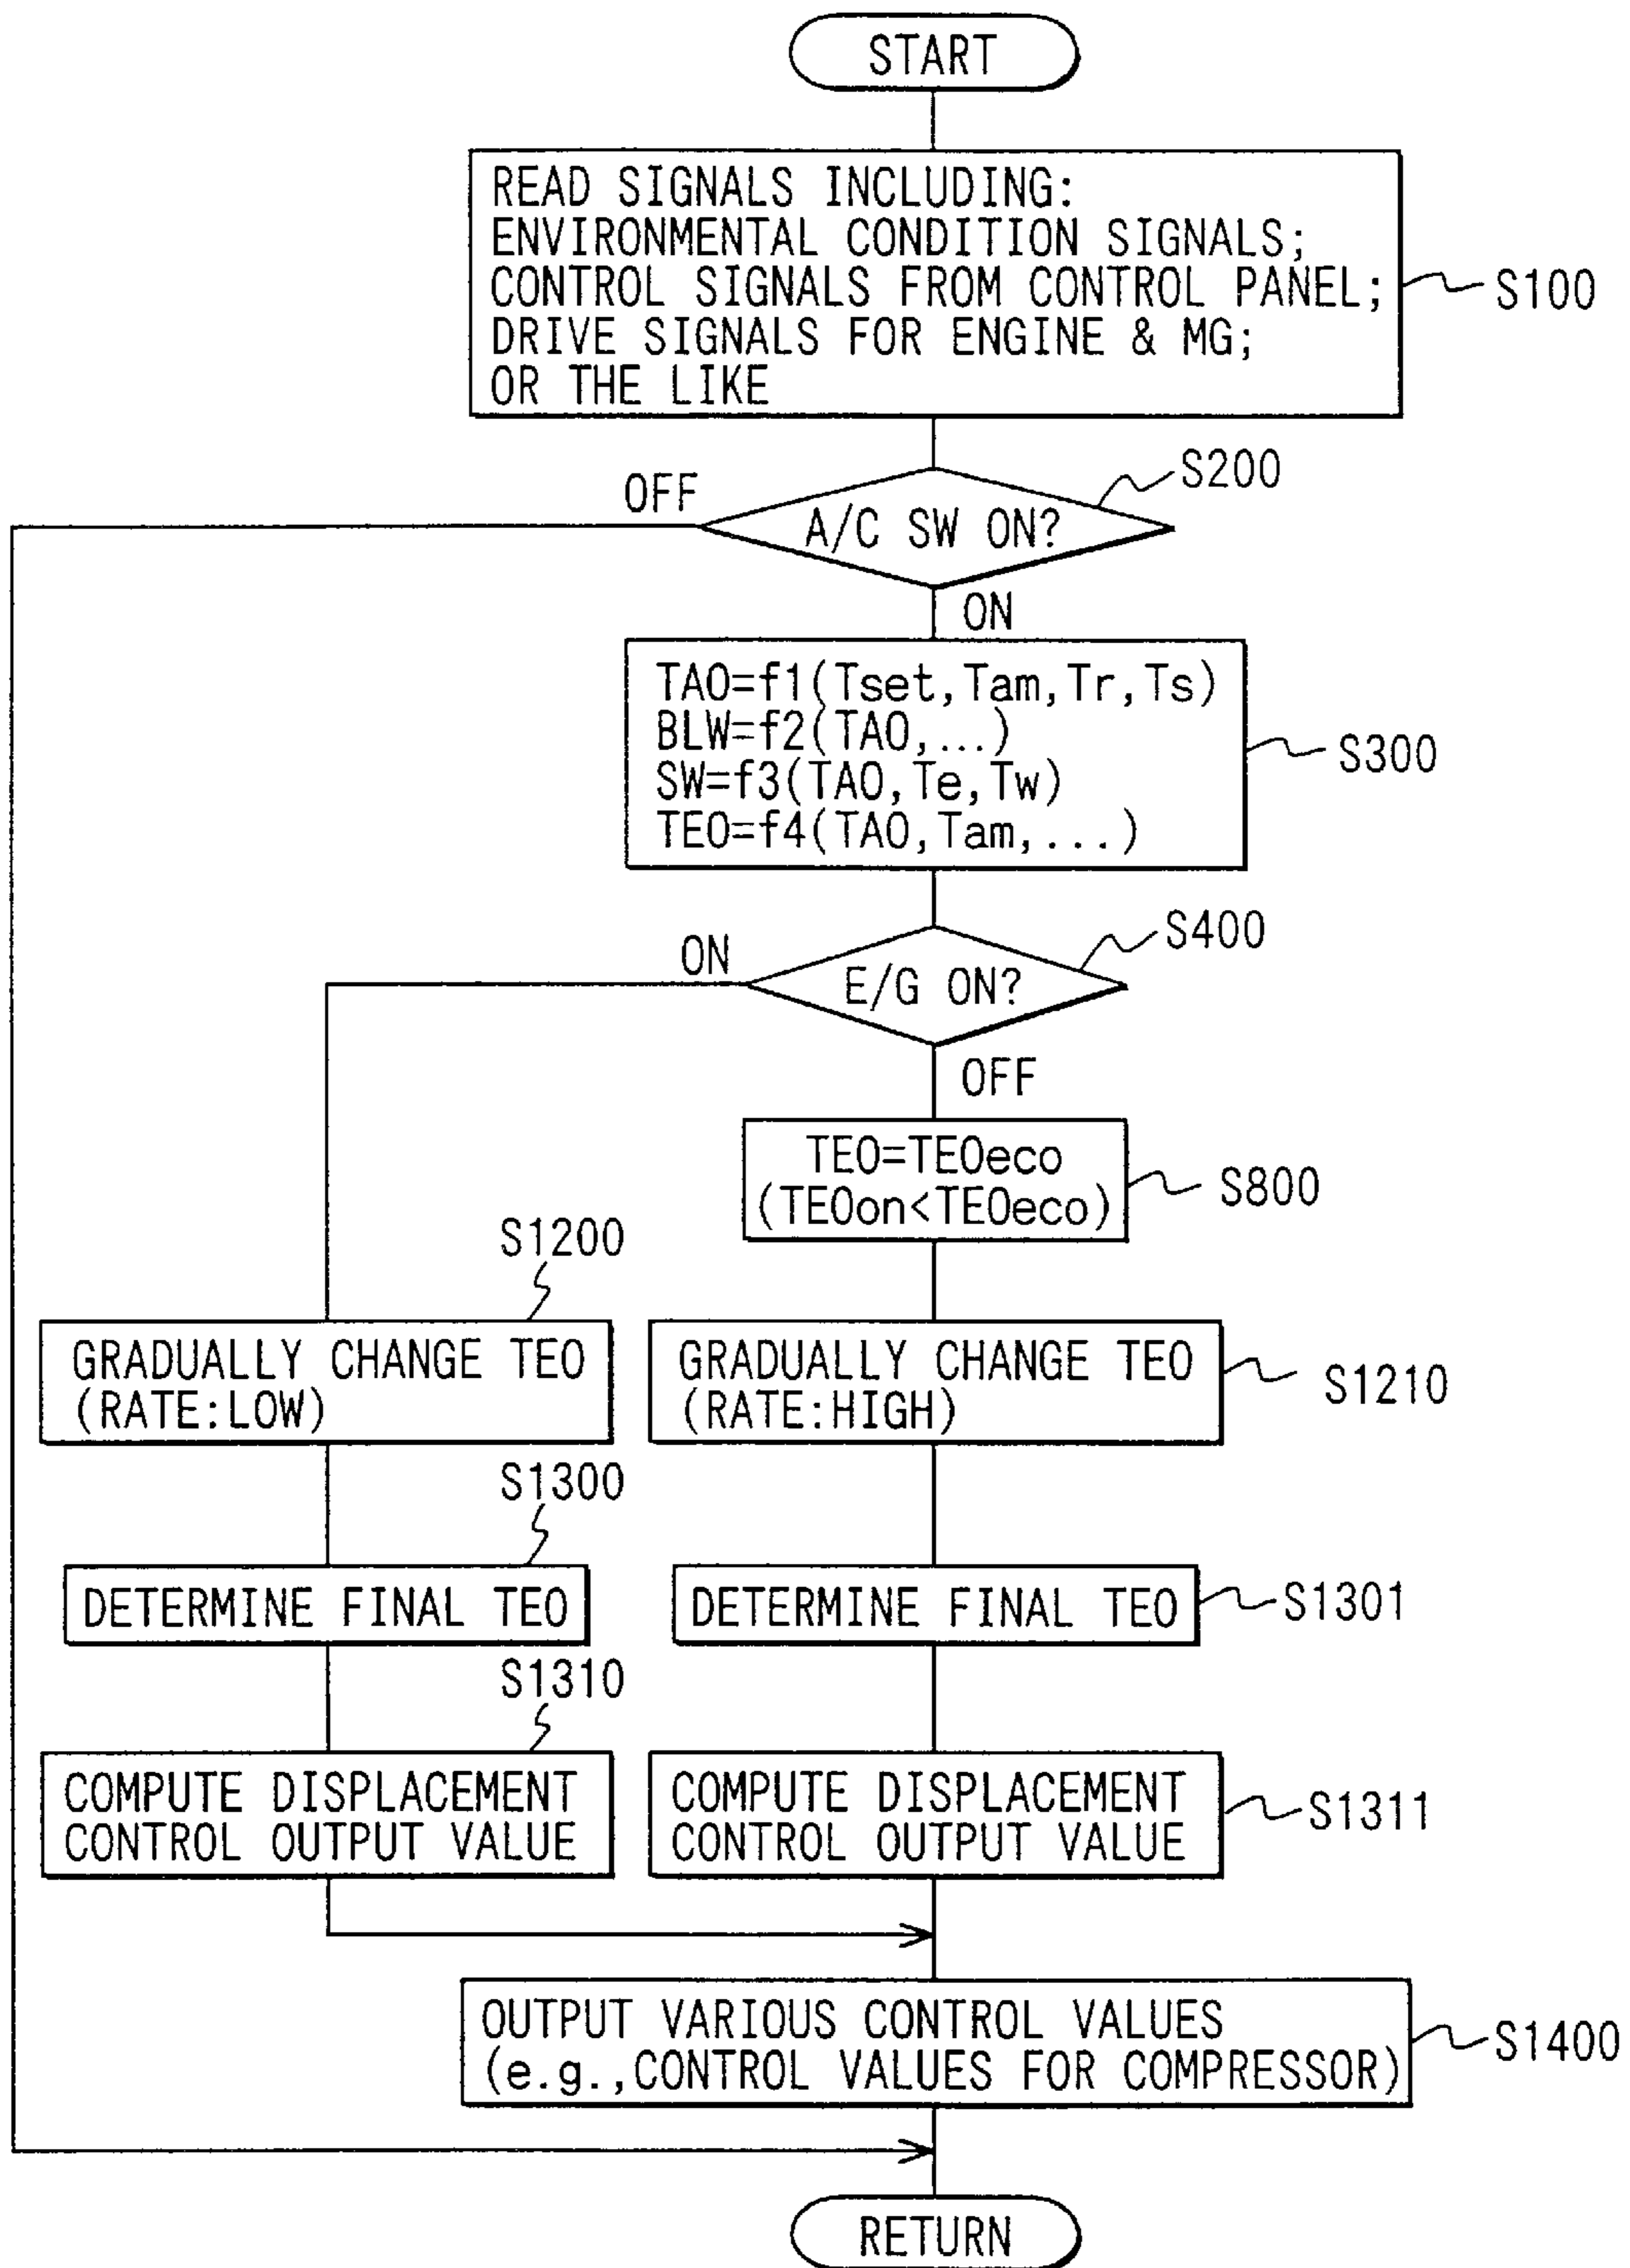 START
READ SIGNALS INCLUDING:
ENVIRONMENTAL CONDITION SIGNALS;
CONTROL SIGNALS FROM CONTROL PANEL;
DRIVE SIGNALS FOR ENGINE & MG;
OR THE LIKE
S100
S200
OFF
A/C SW ON?
ON
TAO=f1(Tset,Tam,Tr,Ts)
BLW=f2(TAO,...)
SW=f3(TAO,Te,Tw)
TEO=f4(TAO,Tam,...)
S300
S400
ON
E/G ON?
OFF
TEO=TEOeco
(TEOon<TEOeco)
S800
S1200
GRADUALLY CHANGE TEO
(RATE:LOW)
GRADUALLY CHANGE TEO
(RATE:HIGH)
S1210
S1300
DETERMINE FINAL TEO
DETERMINE FINAL TEO
S1301
S1310
COMPUTE DISPLACEMENT
CONTROL OUTPUT VALUE
COMPUTE DISPLACEMENT
CONTROL OUTPUT VALUE
S1311
OUTPUT VARIOUS CONTROL VALUES
(e.g.,CONTROL VALUES FOR COMPRESSOR)
S1400
RETURN